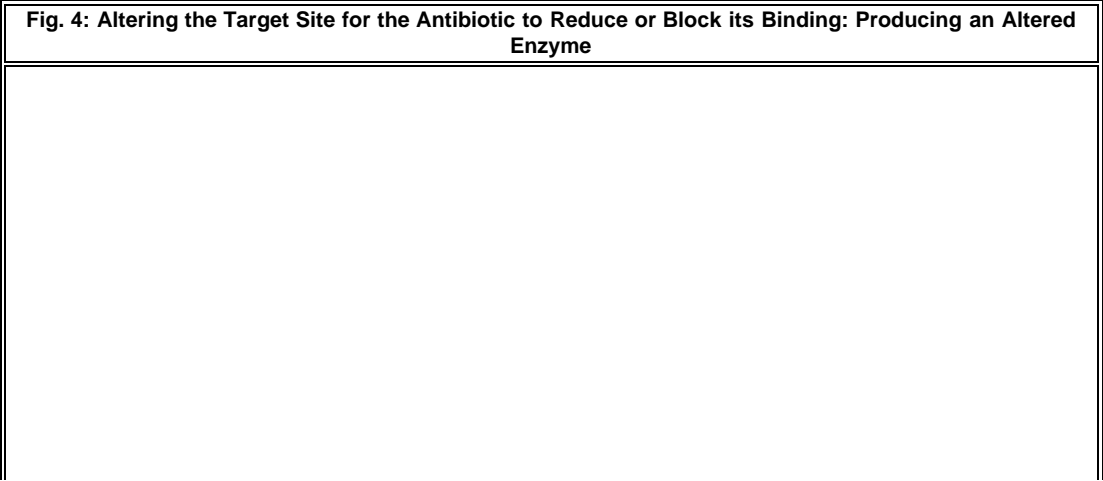 Fig. 4: Altering the Target Site for the Antibiotic to Reduce or Block its Binding: Producing an Altered
Enzyme